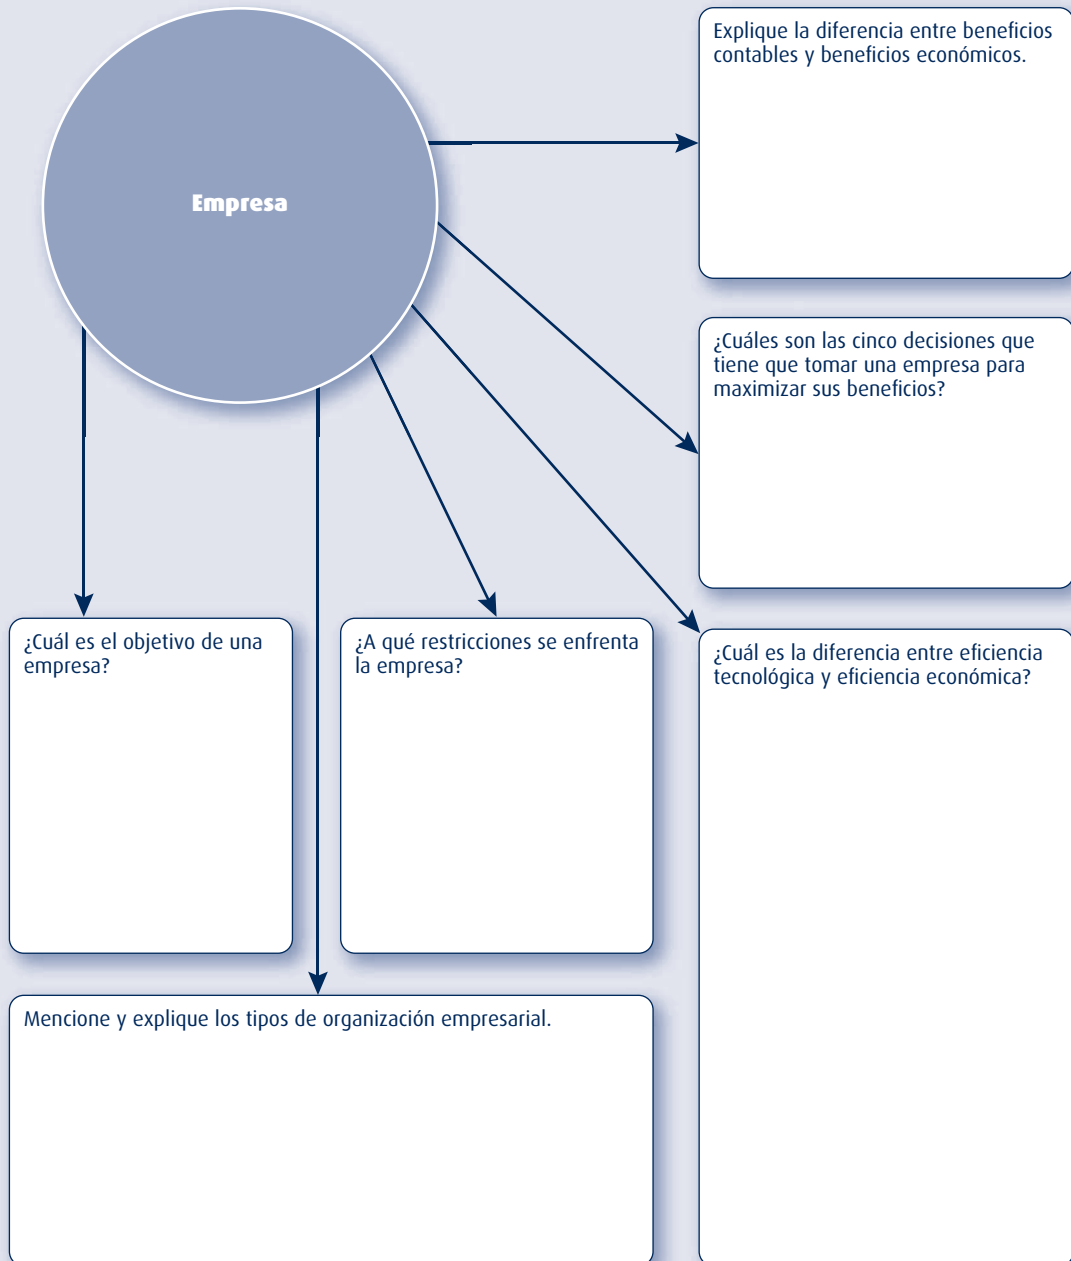 Empresa
Explique la diferencia entre beneficios
contables y beneficios económicos.
¿Cuáles son las cinco decisiones que
tiene que tomar una empresa para
maximizar sus beneficios?
¿Cuál es el objetivo de una
empresa?
¿A qué restricciones se enfrenta
la empresa?
¿Cuál es la diferencia entre eficiencia
tecnológica y eficiencia económica?
Mencione y explique los tipos de organización empresarial.